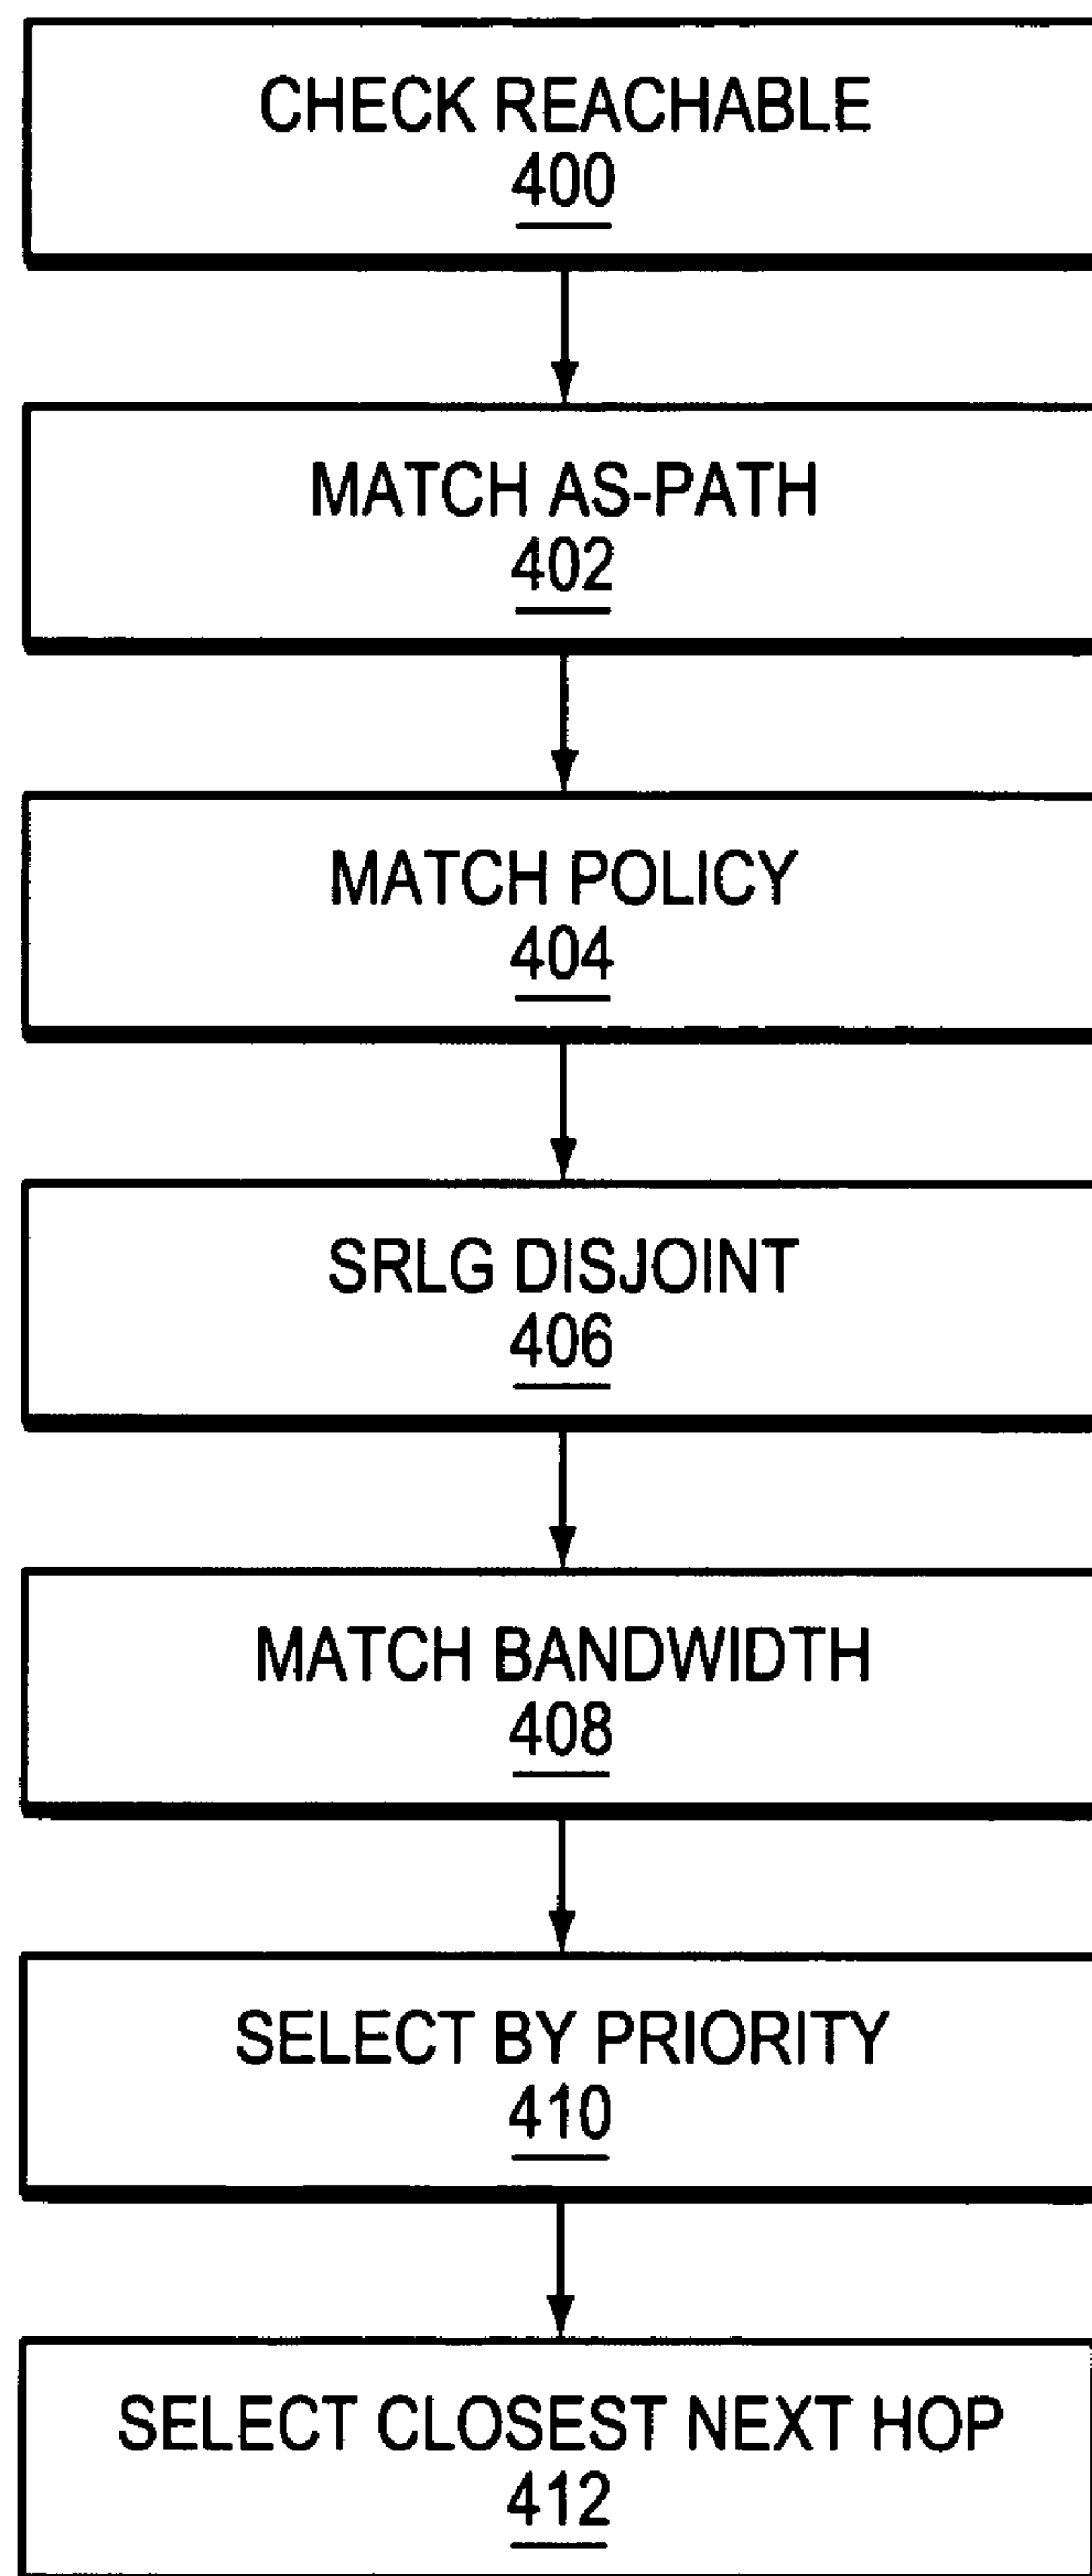 CHECK REACHABLE
400
MATCH AS-PATH
402
MATCH POLICY
404
SRLG DISJOINT
406
MATCH BANDWIDTH
408
SELECT BY PRIORITY
410
SELECT CLOSEST NEXT HOP
412